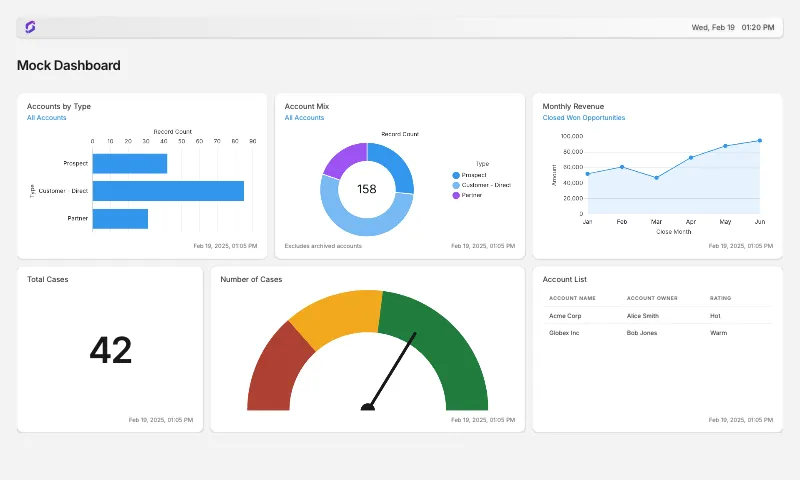 Wed, Feb 19 01:20 PM
Mock Dashboard
Accounts by Type
All Accounts
Record Count
0 10 20 30 40 50 60 70 80 90
Type
Prospect
Customer - Direct
Partner
Feb 19, 2025, 01:05 PM
Account Mix
All Accounts
Record Count
158
Type
Prospect
Customer - Direct
Partner
Excludes archived accounts
Feb 19, 2025, 01:05 PM
Monthly Revenue
Closed Won Opportunities
Amount
100,000
80,000
60,000
40,000
20,000
0
Jan Feb Mar Apr May Jun
Close Month
Feb 19, 2025, 01:05 PM
Total Cases
42
Feb 19, 2025, 01:05 PM
Number of Cases
Feb 19, 2025, 01:05 PM
Account List
ACCOUNT NAME ACCOUNT OWNER RATING
Acme Corp Alice Smith Hot
Globex Inc Bob Jones Warm
Feb 19, 2025, 01:05 PM